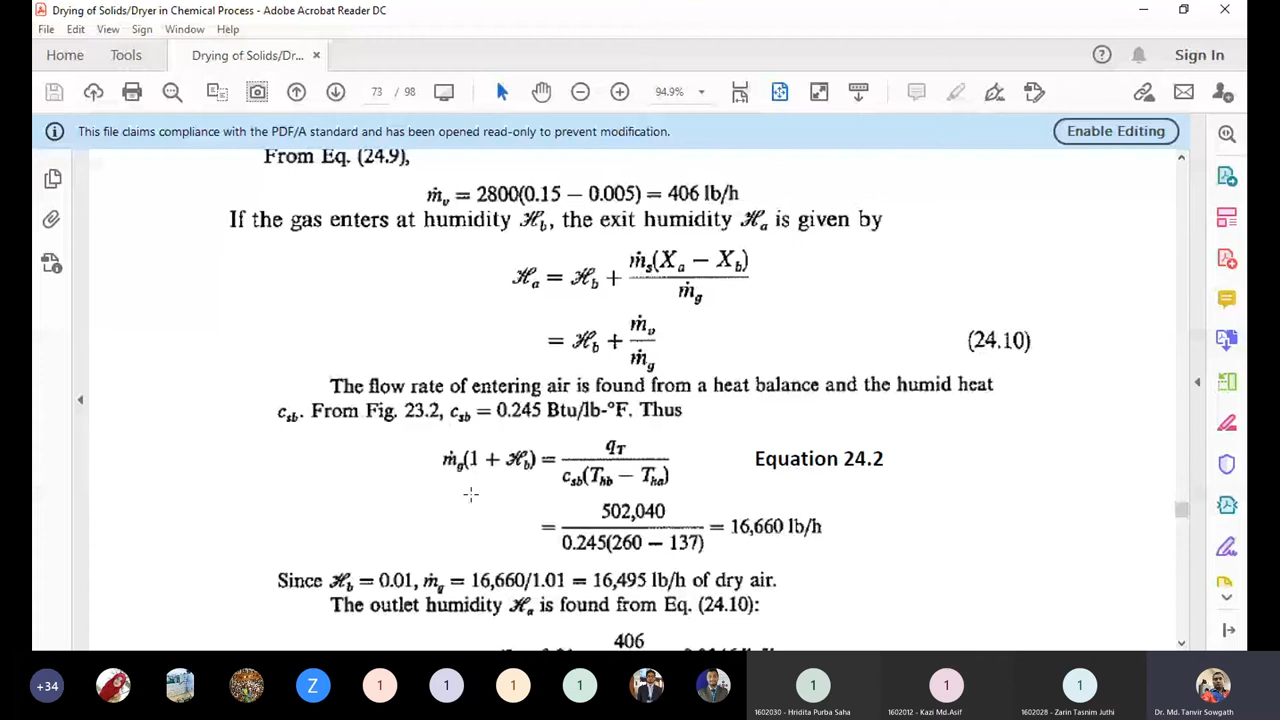 Drying of Solids/Dryer in Chemical Process - Adobe Acrobat Reader DC
File Edit View Sign Window Help
Home Tools Drying of Solids/Dr... × Sign In
73 / 98 94.9%
This file claims compliance with the PDF/A standard and has been opened read-only to prevent modification. Enable Editing
From Eq. (24.9),
ṁv = 2800(0.15 − 0.005) = 406 lb/h
If the gas enters at humidity ℋb, the exit humidity ℋa is given by
ℋa = ℋb + ṁs(Xa − Xb) / ṁg
= ℋb + ṁv / ṁg (24.10)
The flow rate of entering air is found from a heat balance and the humid heat
csb. From Fig. 23.2, csb = 0.245 Btu/lb-°F. Thus
ṁg(1 + ℋb) = qT / csb(Thb − Tha) Equation 24.2
= 502,040 / 0.245(260 − 137) = 16,660 lb/h
Since ℋb = 0.01, ṁg = 16,660/1.01 = 16,495 lb/h of dry air.
The outlet humidity ℋa is found from Eq. (24.10):
406
+34 Z 1 1 1 1 1 1 1
1602030 - Hridita Purba Saha 1602012 - Kazi Md.Asif 1602028 - Zarin Tasnim Juthi Dr. Md. Tanvir Sowgath